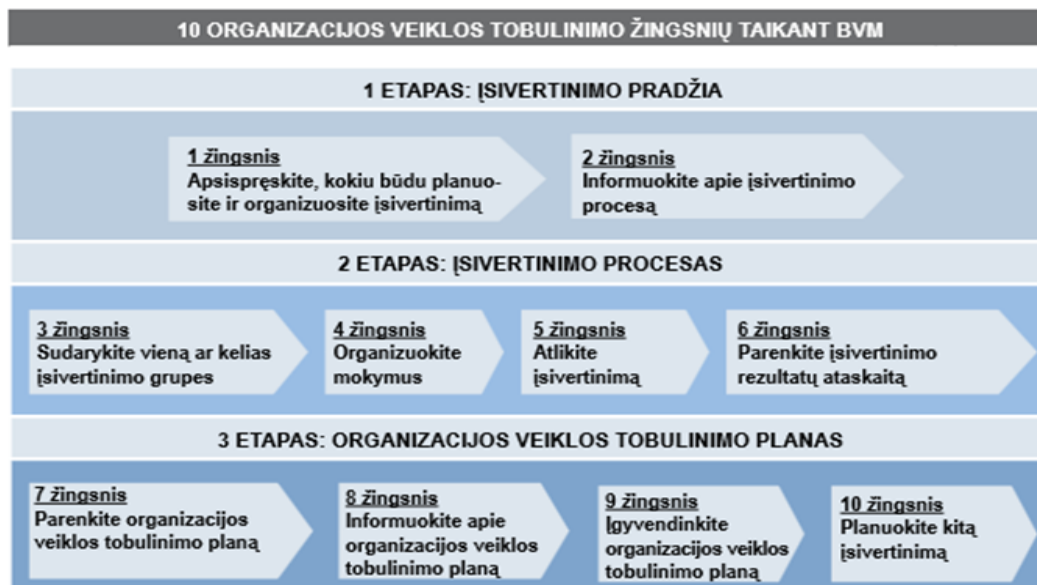 10 ORGANIZACIJOS VEIKLOS TOBULINIMO ŽINGSNIŲ TAIKANT BVM
1 ETAPAS: ĮSIVERTINIMO PRADŽIA
1 žingsnis
Apsispręskite, kokiu būdu planuo-
site ir organizuosite įsivertinimą
2 žingsnis
Informuokite apie įsivertinimo
procesą
2 ETAPAS: ĮSIVERTINIMO PROCESAS
3 žingsnis
Sudarykite vieną ar kelias
įsivertinimo grupes
4 žingsnis
Organizuokite
mokymus
5 žingsnis
Atlikite
įsivertinimą
6 žingsnis
Parenkite įsivertinimo
rezultatų ataskaitą
3 ETAPAS: ORGANIZACIJOS VEIKLOS TOBULINIMO PLANAS
7 žingsnis
Parenkite organizacijos
veiklos tobulinimo planą
8 žingsnis
Informuokite apie
organizacijos veiklos
tobulinimo planą
9 žingsnis
Įgyvendinkite
organizacijos veiklos
tobulinimo planą
10 žingsnis
Planuokite kitą
įsivertinimą